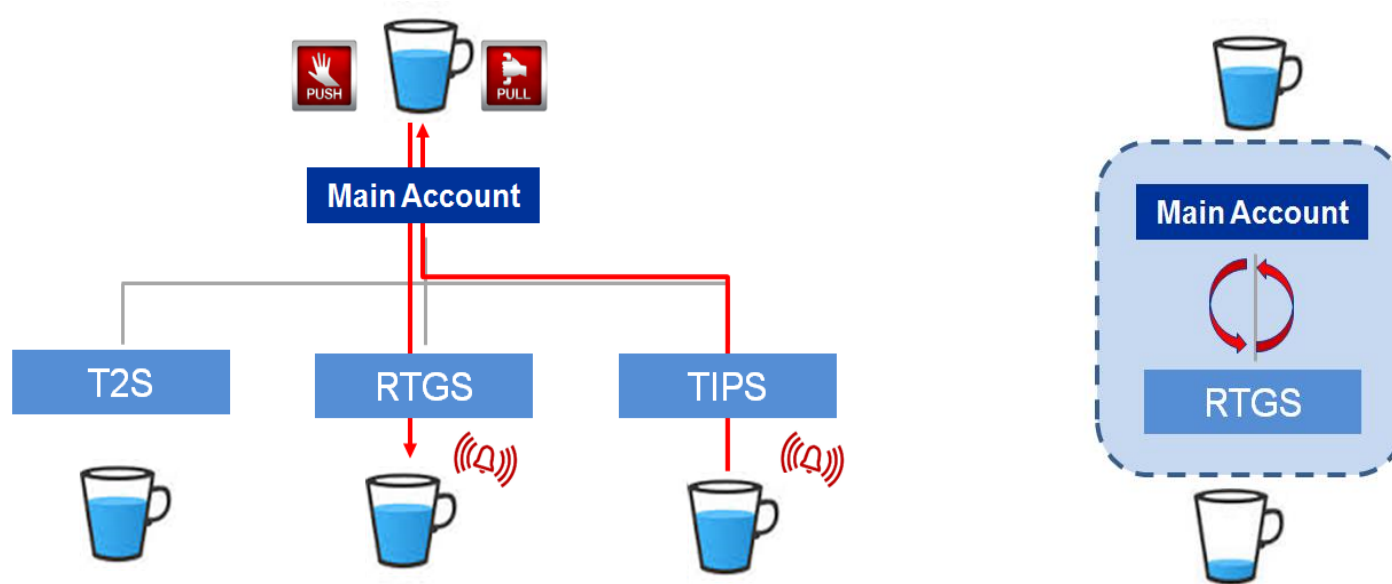 PUSH
PULL
Main Account
T2S
RTGS
TIPS
Main Account
RTGS